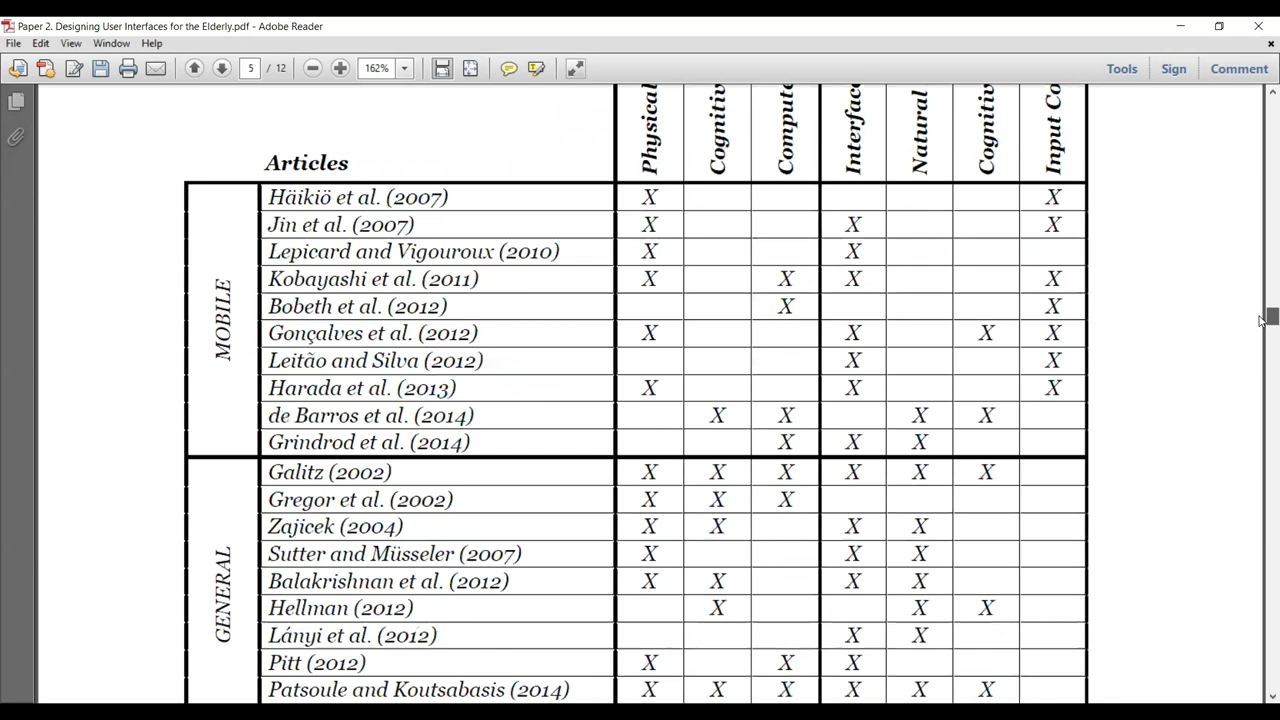 Paper 2. Designing User Interfaces for the Elderly.pdf - Adobe Reader
File Edit View Window Help
5 / 12 162% Tools Sign Comment
Articles Physical Cognitiv Compute Interfac Natural Cognitiv Input Co
MOBILE
Häikiö et al. (2007) X X
Jin et al. (2007) X X X
Lepicard and Vigouroux (2010) X X
Kobayashi et al. (2011) X X X X
Bobeth et al. (2012) X X
Gonçalves et al. (2012) X X X X
Leitão and Silva (2012) X X
Harada et al. (2013) X X X
de Barros et al. (2014) X X X X
Grindrod et al. (2014) X X X
GENERAL
Galitz (2002) X X X X X X
Gregor et al. (2002) X X X
Zajicek (2004) X X X X
Sutter and Müsseler (2007) X X X
Balakrishnan et al. (2012) X X X X
Hellman (2012) X X X
Lányi et al. (2012) X X
Pitt (2012) X X X
Patsoule and Koutsabasis (2014) X X X X X X